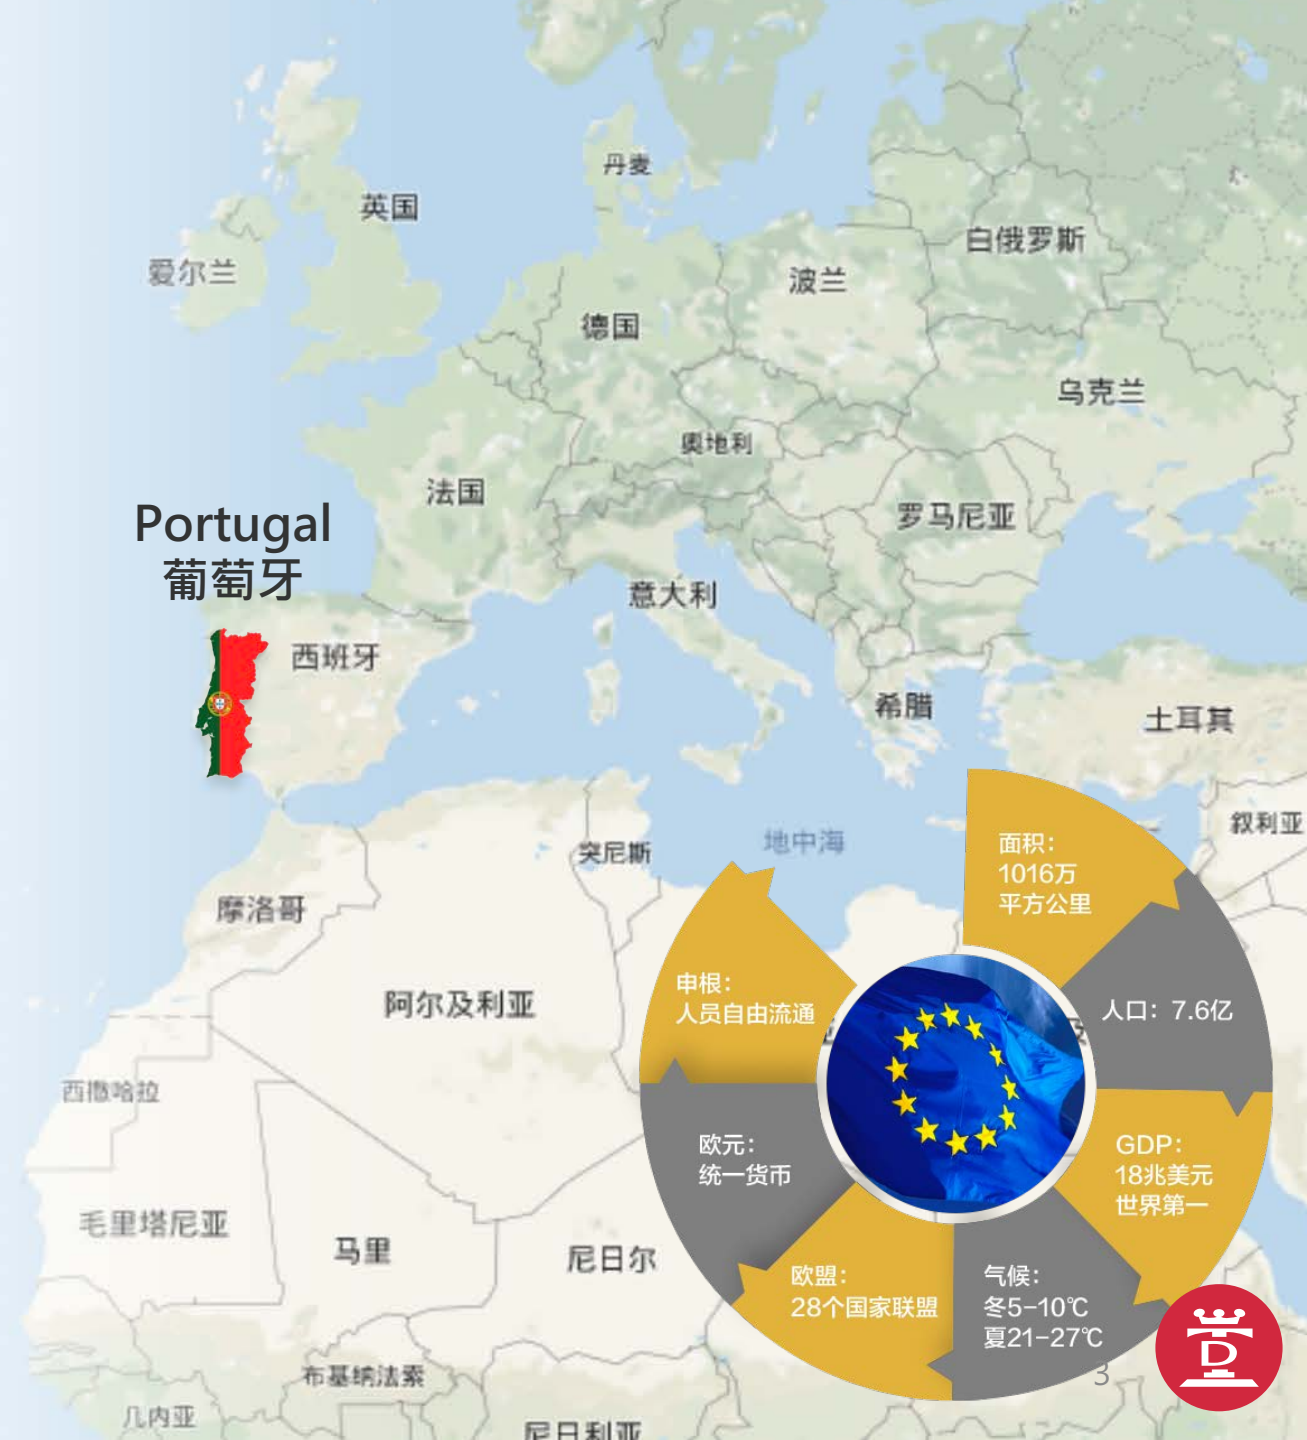 丹麦
英国
白俄罗斯
爱尔兰
波兰
德国
乌克兰
奥地利
法国
罗马尼亚
Portugal
葡萄牙
意大利
西班牙
希腊
土耳其
叙利亚
地中海
突尼斯
摩洛哥
阿尔及利亚
西撒哈拉
毛里塔尼亚
马里
尼日尔
布基纳法索
几内亚
尼日利亚
面积：
1016万
平方公里
人口：7.6亿
GDP：
18兆美元
世界第一
气候：
冬5-10℃
夏21-27℃
欧盟：
28个国家联盟
欧元：
统一货币
申根：
人员自由流通
3
D